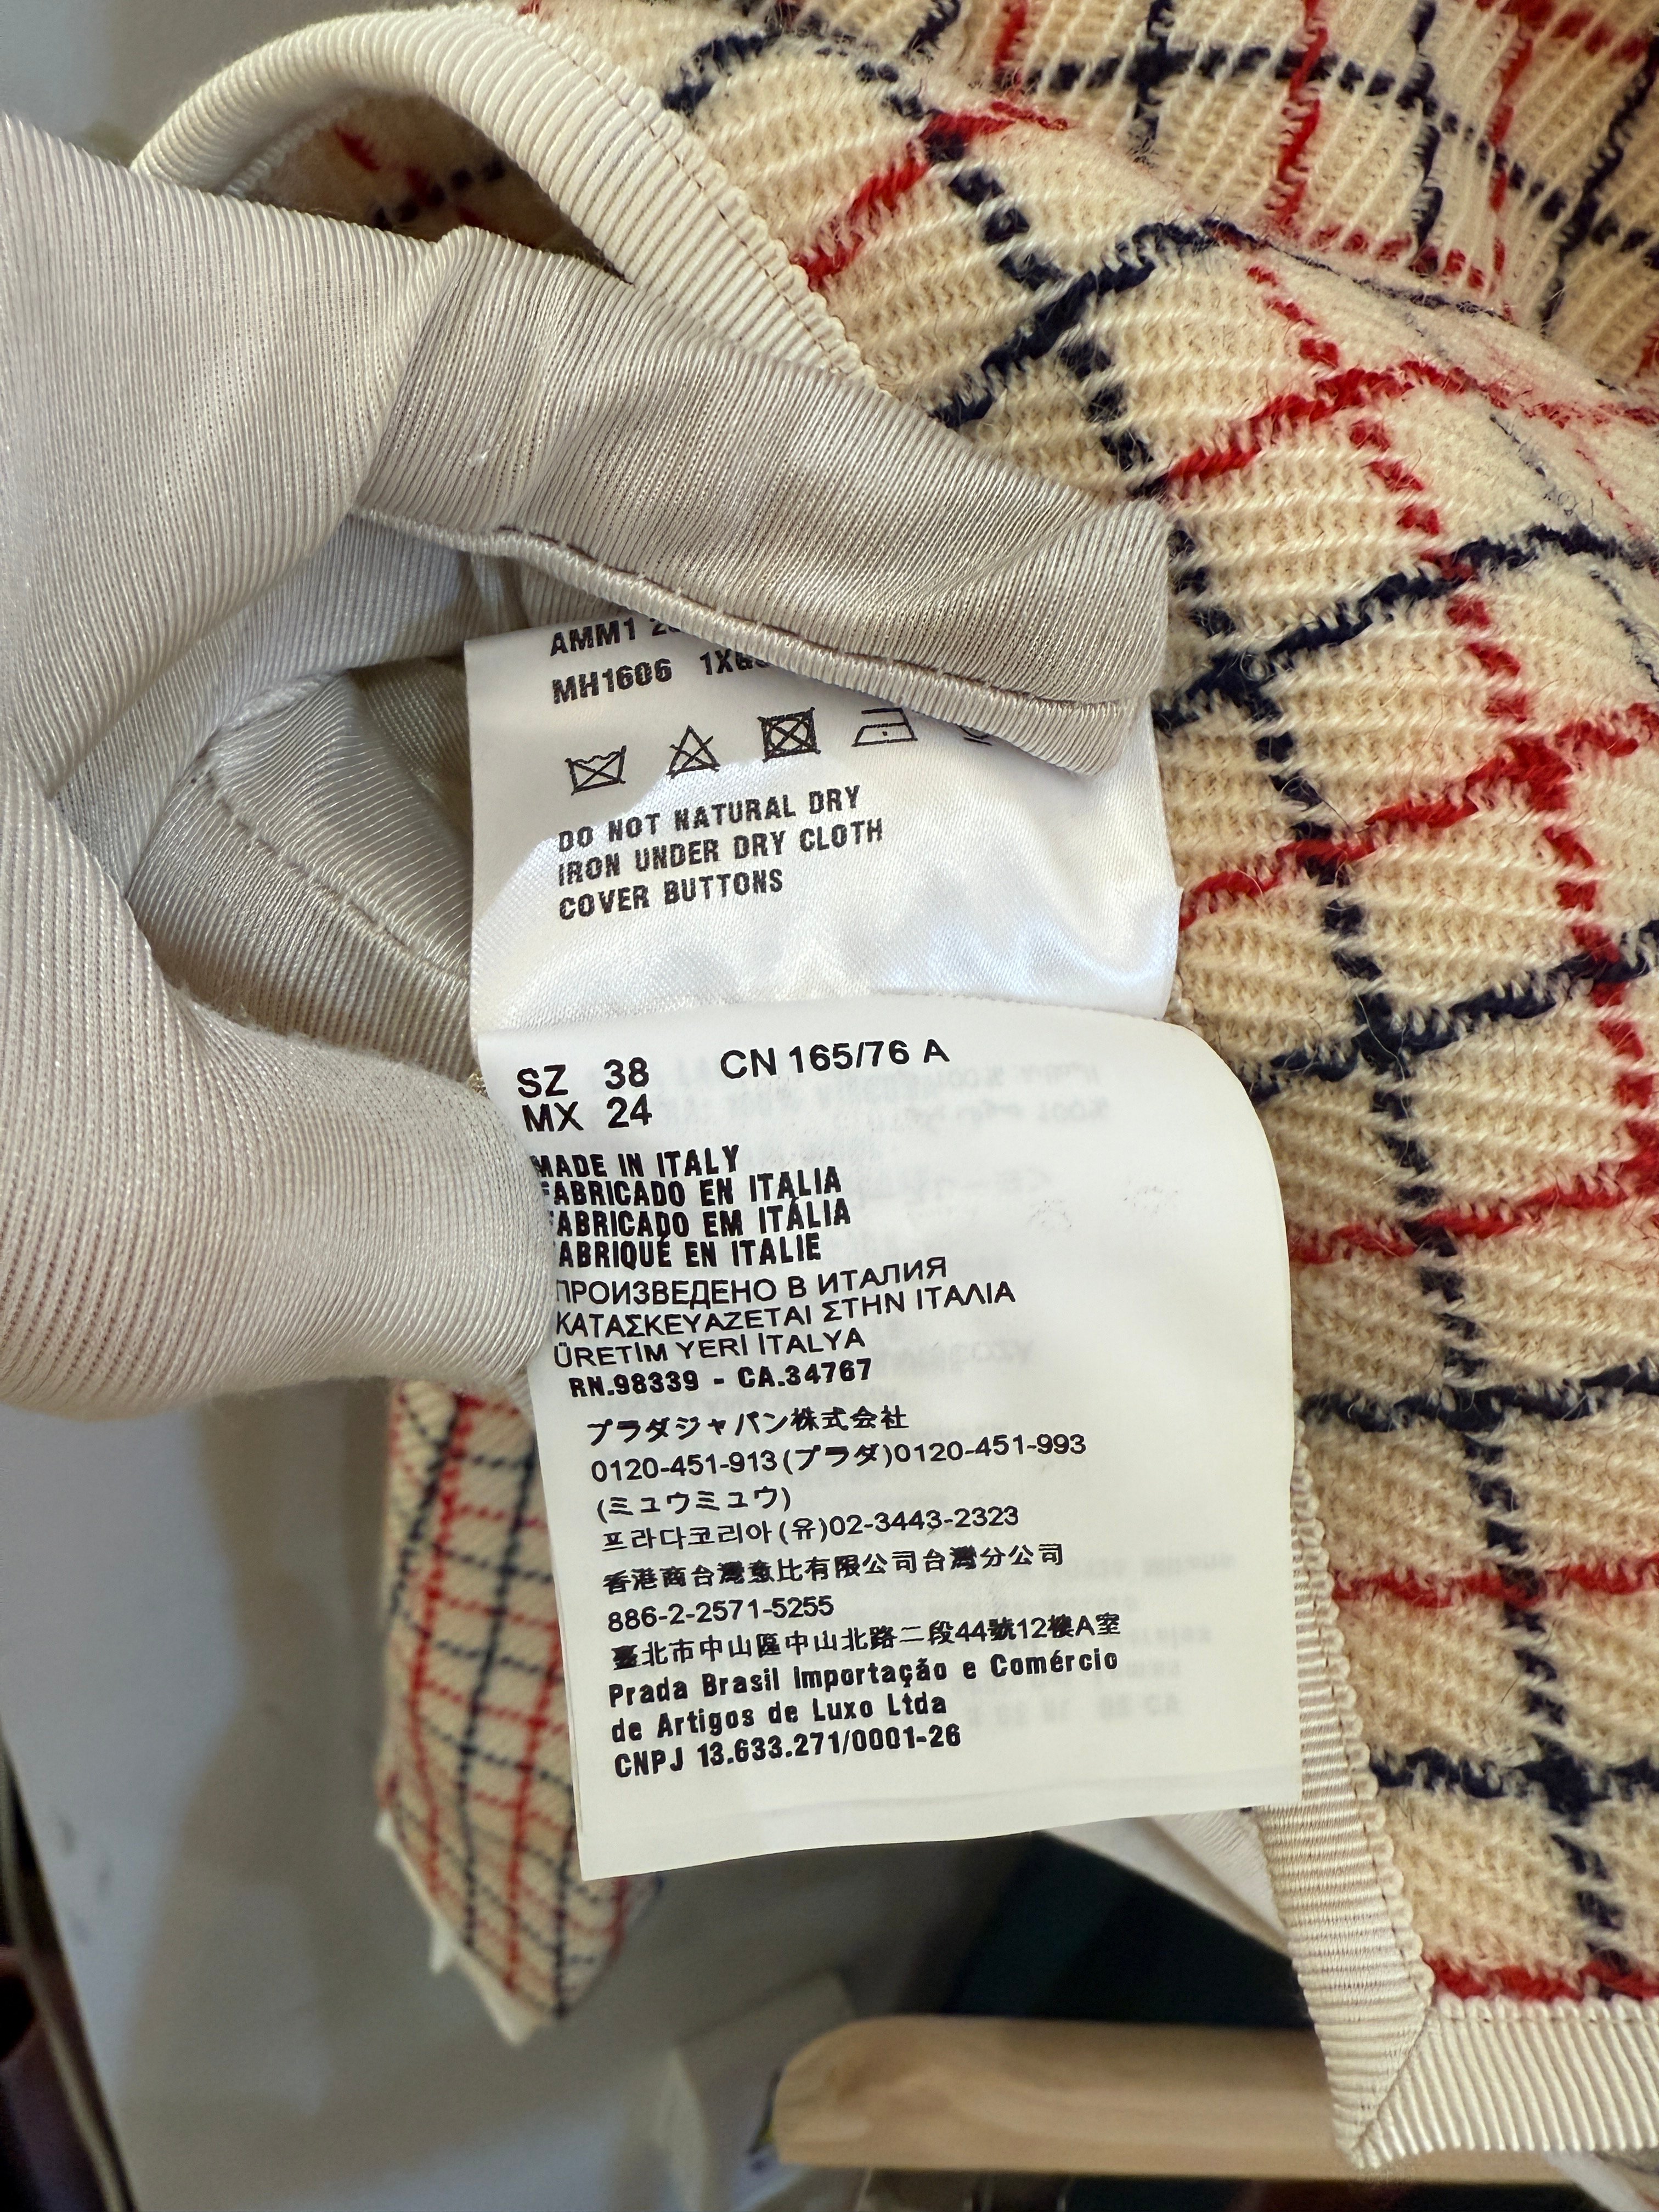 AMM1
MH1606
DO NOT NATURAL DRY
IRON UNDER DRY CLOTH
COVER BUTTONS
SZ 38 CN 165/76 A
MX 24
MADE IN ITALY
FABRICADO EN ITALIA
FABRICADO EM ITÁLIA
FABRIQUÉ EN ITALIE
ПРОИЗВЕДЕНО В ИТАЛИЯ
ΚΑΤΑΣΚΕΥΑΖΕΤΑΙ ΣΤΗΝ ΙΤΑΛΙΑ
ÜRETİM YERİ İTALYA
RN.98339 - CA.34767
プラダジャパン株式会社
0120-451-913(プラダ)0120-451-993
(ミュウミュウ)
프라다코리아(유)02-3443-2323
香港商台灣意比有限公司台灣分公司
886-2-2571-5255
臺北市中山區中山北路二段44號12樓A室
Prada Brasil Importação e Comércio
de Artigos de Luxo Ltda
CNPJ 13.633.271/0001-26